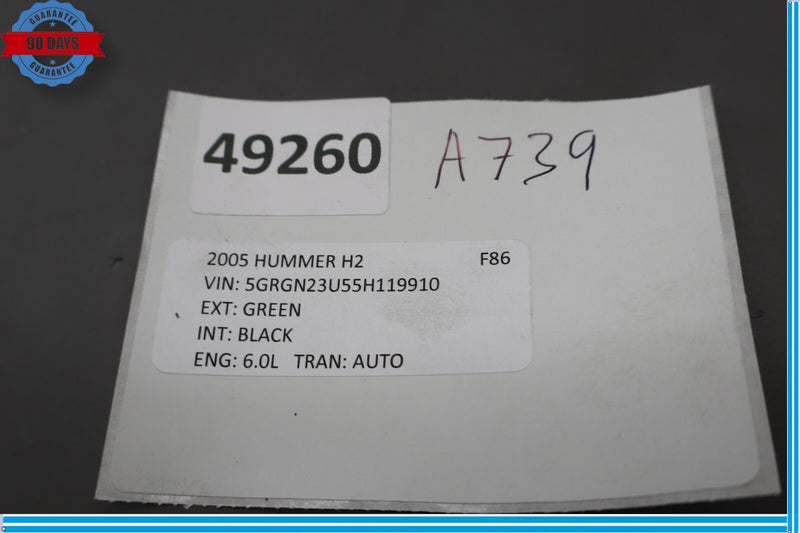 GUARANTEE
90 DAYS
GUARANTEE
49260
A739
2005 HUMMER H2 F86
VIN: 5GRGN23U55H119910
EXT: GREEN
INT: BLACK
ENG: 6.0L TRAN: AUTO